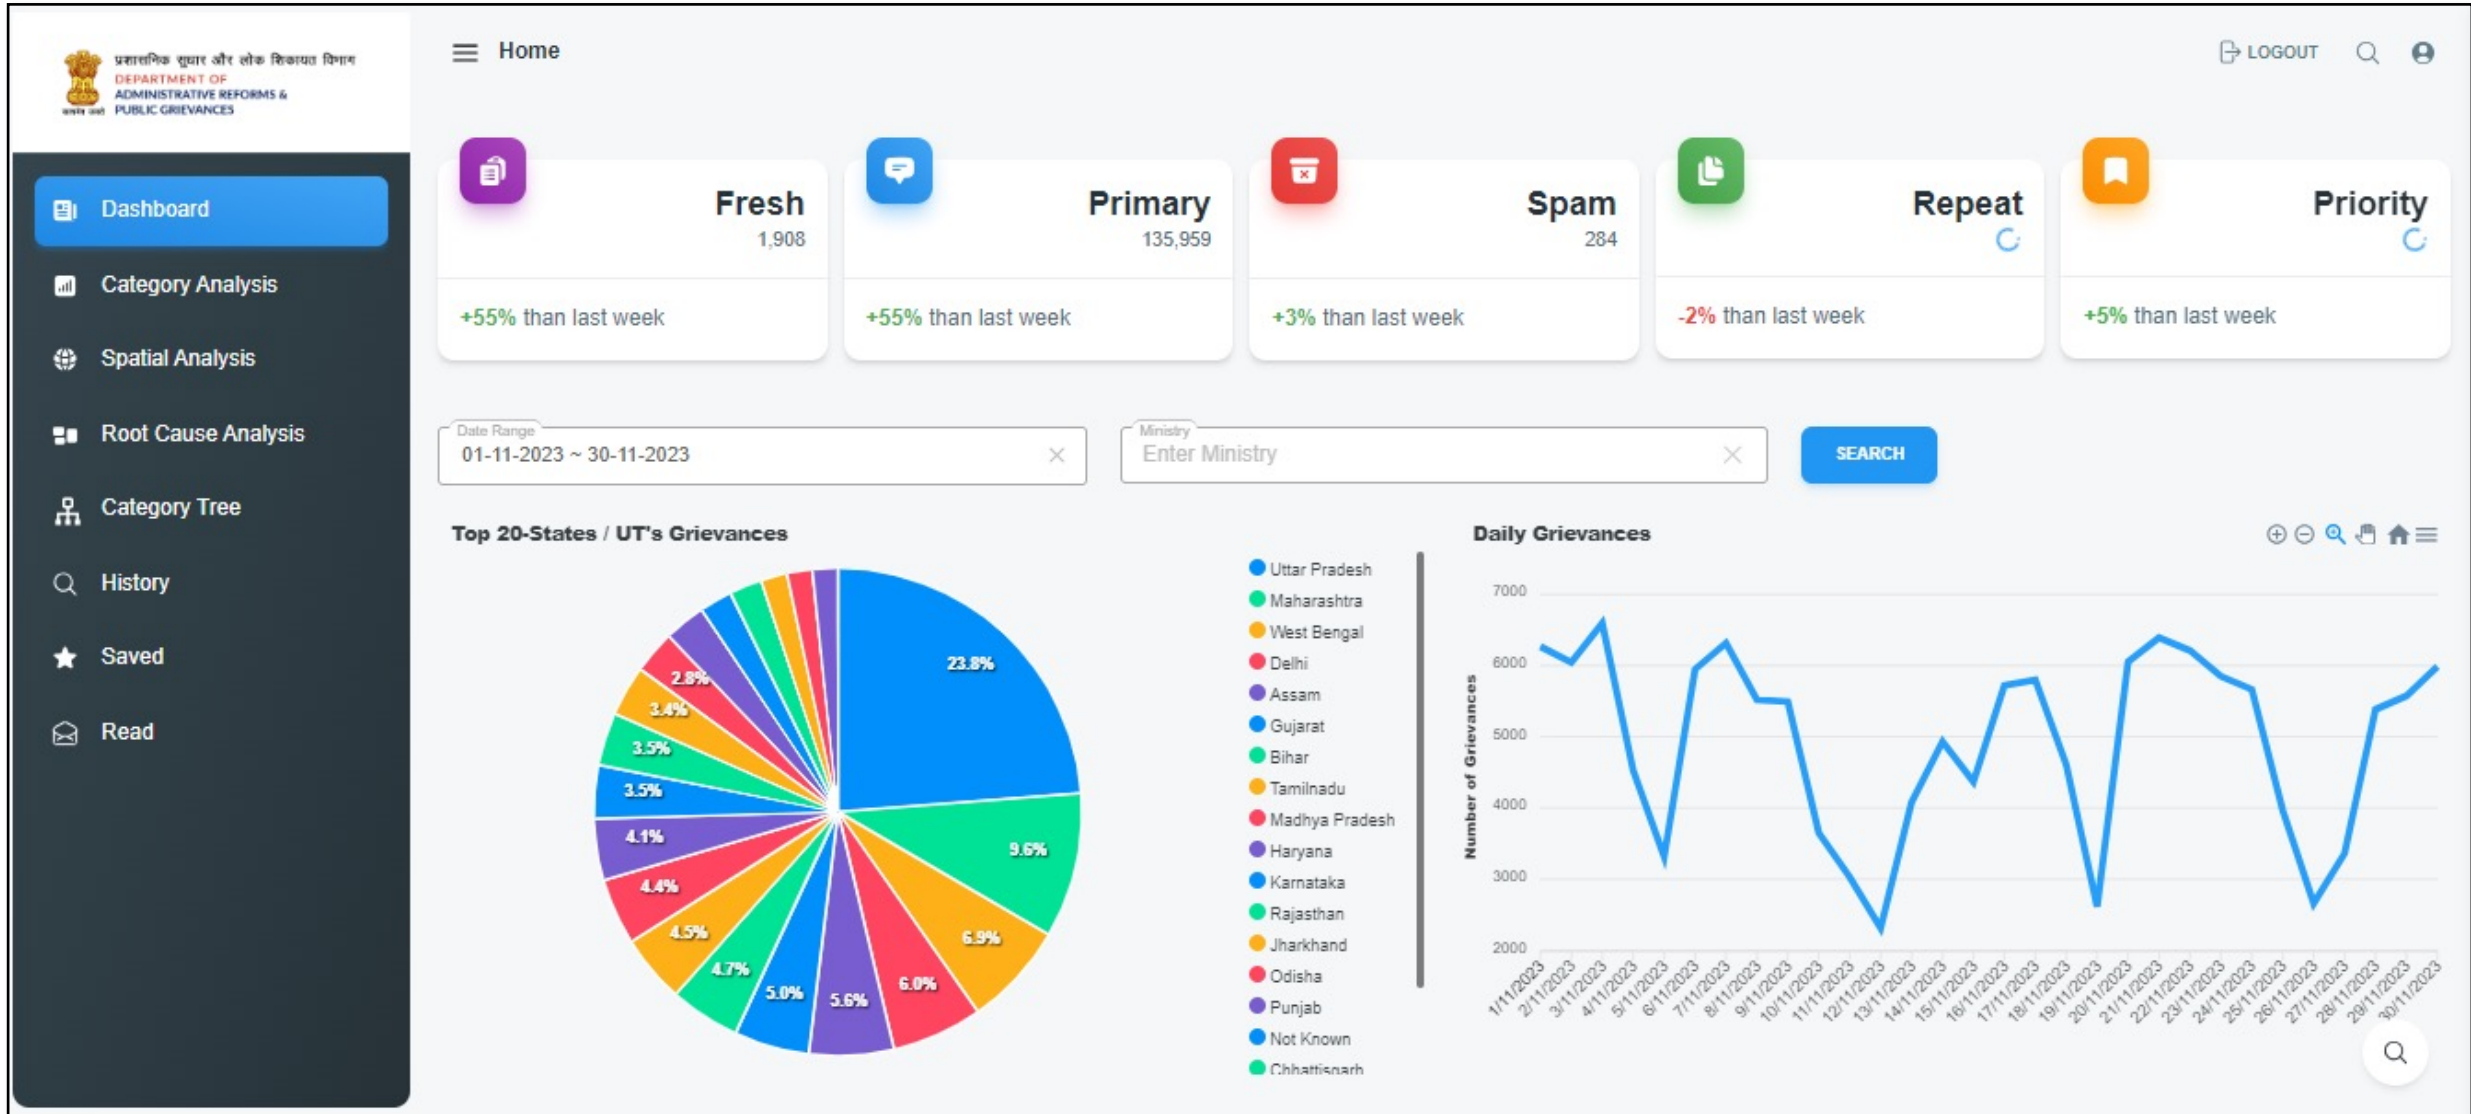 प्रशासनिक सुधार और लोक शिकायत विभाग
DEPARTMENT OF
ADMINISTRATIVE REFORMS &
PUBLIC GRIEVANCES
Home
LOGOUT
Dashboard
Category Analysis
Spatial Analysis
Root Cause Analysis
Category Tree
History
Saved
Read
Fresh
1,908
+55% than last week
Primary
135,959
+55% than last week
Spam
284
+3% than last week
Repeat
-2% than last week
Priority
+5% than last week
Date Range
01-11-2023 ~ 30-11-2023
Ministry
Enter Ministry
SEARCH
Top 20-States / UT's Grievances
23.8%
9.6%
6.9%
6.0%
5.6%
5.0%
4.7%
4.5%
4.4%
4.1%
3.5%
3.5%
3.4%
2.8%
Uttar Pradesh
Maharashtra
West Bengal
Delhi
Assam
Gujarat
Bihar
Tamilnadu
Madhya Pradesh
Haryana
Karnataka
Rajasthan
Jharkhand
Odisha
Punjab
Not Known
Chhattisgarh
Daily Grievances
Number of Grievances
7000
6000
5000
4000
3000
2000
1/11/2023
2/11/2023
3/11/2023
4/11/2023
5/11/2023
6/11/2023
7/11/2023
8/11/2023
9/11/2023
10/11/2023
11/11/2023
12/11/2023
13/11/2023
14/11/2023
15/11/2023
16/11/2023
17/11/2023
18/11/2023
19/11/2023
20/11/2023
21/11/2023
22/11/2023
23/11/2023
24/11/2023
25/11/2023
26/11/2023
27/11/2023
28/11/2023
29/11/2023
30/11/2023